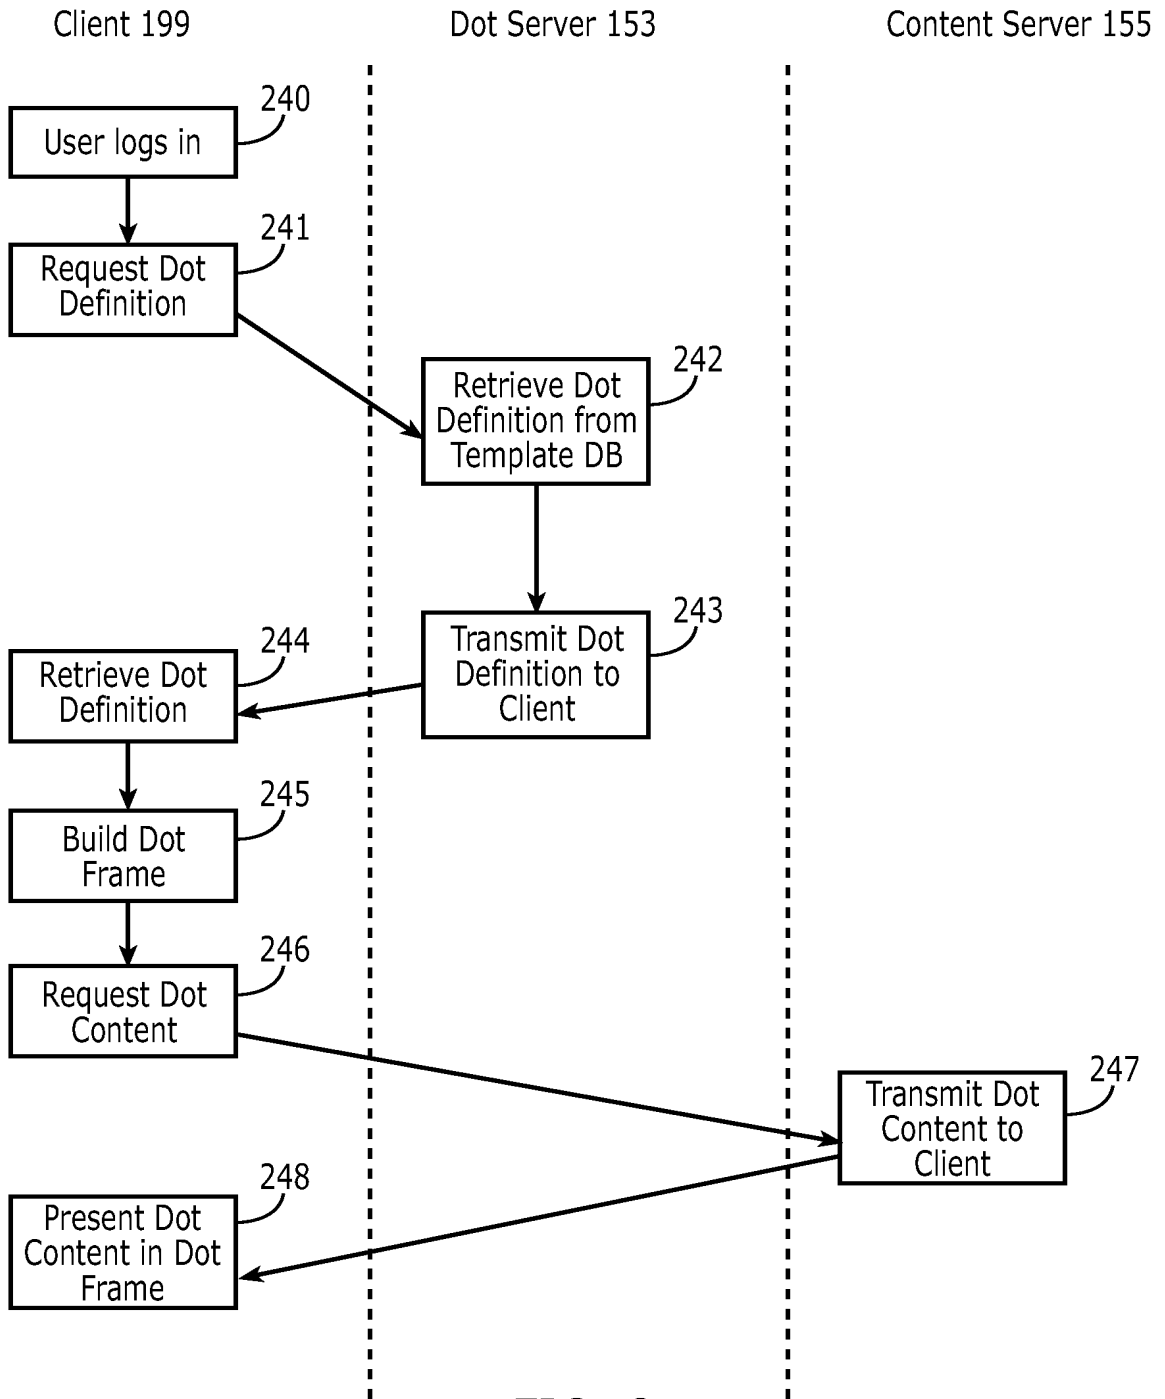 Client 199
Dot Server 153
Content Server 155
240
User logs in
241
Request Dot
Definition
242
Retrieve Dot
Definition from
Template DB
243
Transmit Dot
Definition to
Client
244
Retrieve Dot
Definition
245
Build Dot
Frame
246
Request Dot
Content
247
Transmit Dot
Content to
Client
248
Present Dot
Content in Dot
Frame